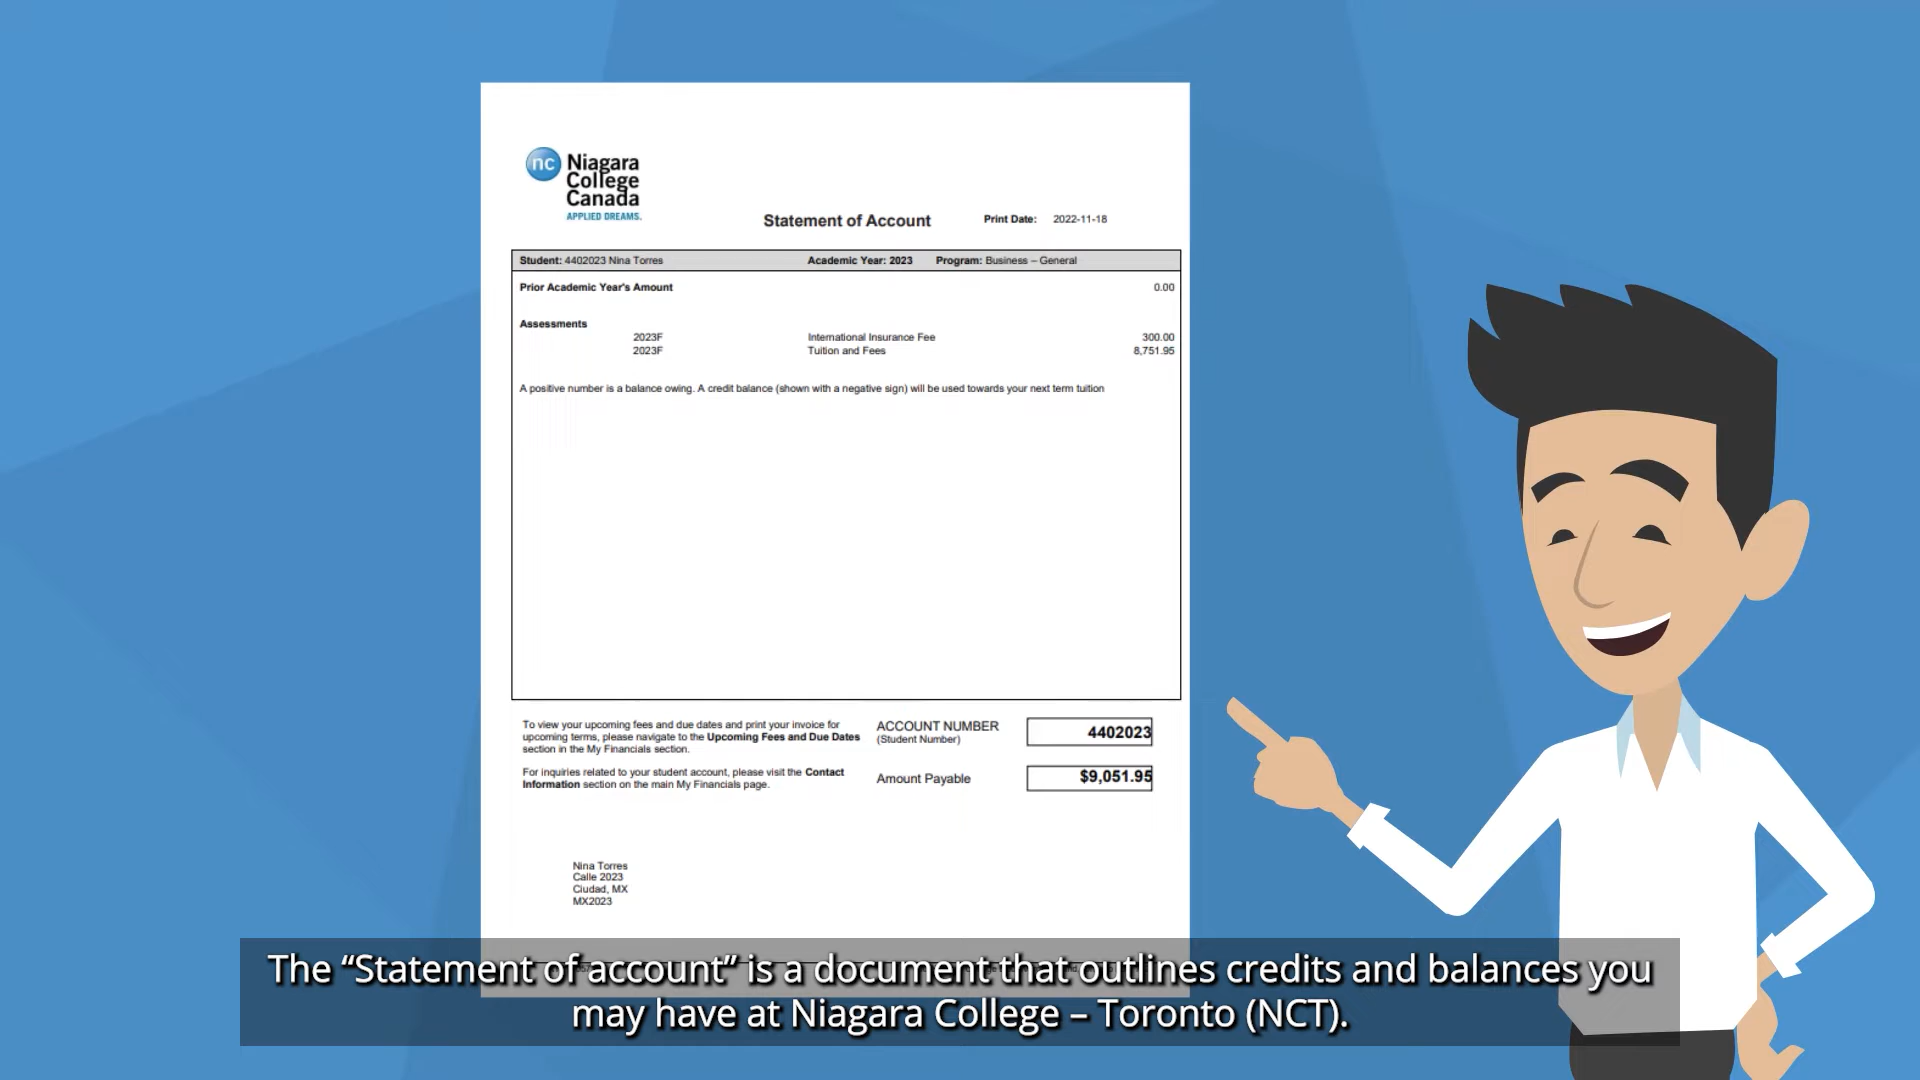 nc Niagara
College
Canada
APPLIED DREAMS.
Statement of Account Print Date: 2022-11-18
Student: 4402023 Nina Torres Academic Year: 2023 Program: Business – General
Prior Academic Year's Amount 0.00
Assessments
2023F International Insurance Fee 300.00
2023F Tuition and Fees 8,751.95
A positive number is a balance owing. A credit balance (shown with a negative sign) will be used towards your next term tuition
To view your upcoming fees and due dates and print your invoice for
upcoming terms, please navigate to the Upcoming Fees and Due Dates
section in the My Financials section.
ACCOUNT NUMBER 4402023
(Student Number)
For inquiries related to your student account, please visit the Contact
Information section on the main My Financials page.
Amount Payable $9,051.95
Nina Torres
Calle 2023
Ciudad, MX
MX2023
The “Statement of account” is a document that outlines credits and balances you
may have at Niagara College – Toronto (NCT).